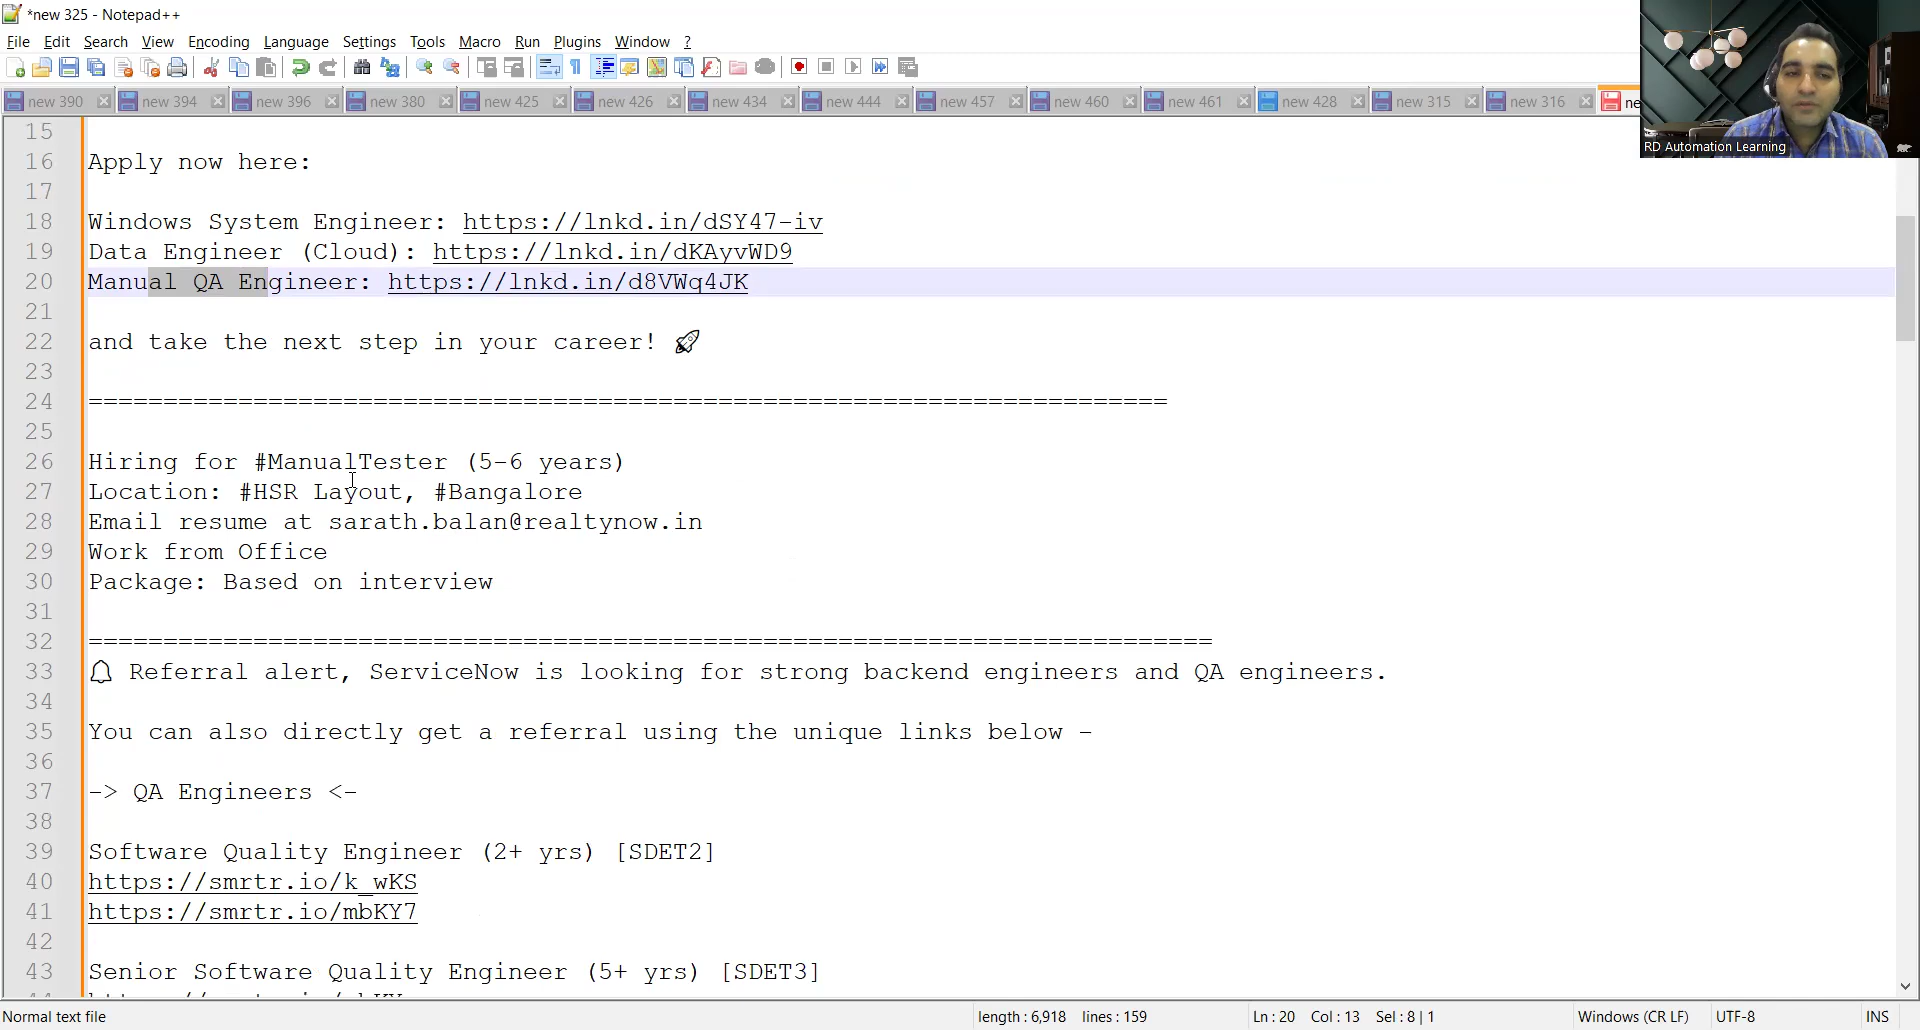 *new 325 - Notepad++
File Edit Search View Encoding Language Settings Tools Macro Run Plugins Window ?
new 390 new 394 new 396 new 380 new 425 new 426 new 434 new 444 new 457 new 460 new 461 new 428 new 315 new 316 ne
RD Automation Learning
15
16 Apply now here:
17
18 Windows System Engineer: https://lnkd.in/dSY47-iv
19 Data Engineer (Cloud): https://lnkd.in/dKAyvWD9
20 Manual QA Engineer: https://lnkd.in/d8VWq4JK
21
22 and take the next step in your career! 🚀
23
24 ========================================================================
25
26 Hiring for #ManualTester (5-6 years)
27 Location: #HSR Layout, #Bangalore
28 Email resume at sarath.balan@realtynow.in
29 Work from Office
30 Package: Based on interview
31
32 ===========================================================================
33 🔔 Referral alert, ServiceNow is looking for strong backend engineers and QA engineers.
34
35 You can also directly get a referral using the unique links below -
36
37 -> QA Engineers <-
38
39 Software Quality Engineer (2+ yrs) [SDET2]
40 https://smrtr.io/k_wKS
41 https://smrtr.io/mbKY7
42
43 Senior Software Quality Engineer (5+ yrs) [SDET3]
Normal text file length : 6,918 lines : 159 Ln : 20 Col : 13 Sel : 8 | 1 Windows (CR LF) UTF-8 INS